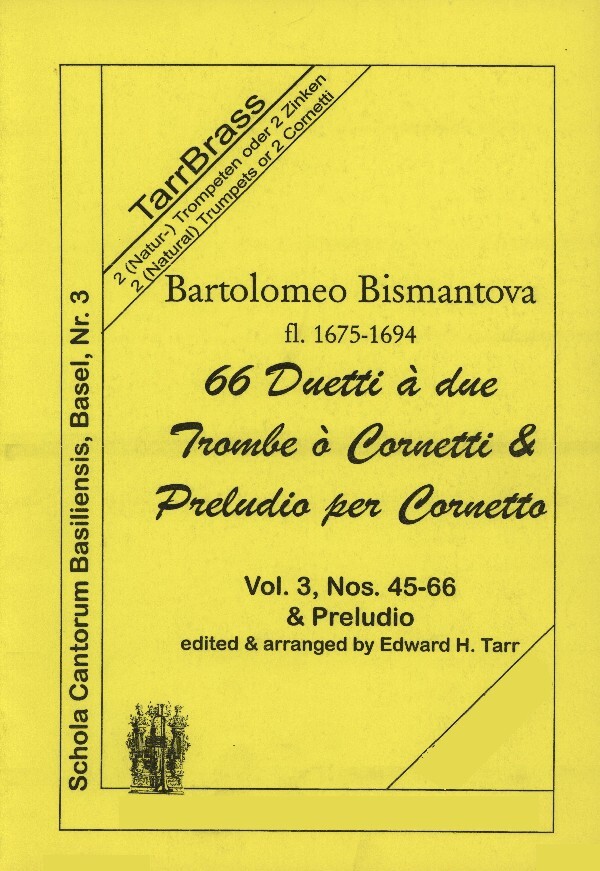 TarrBrass
2 (Natur-) Trompeten oder 2 Zinken
2 (Natural) Trumpets or 2 Cornetti
Bartolomeo Bismantova
fl. 1675-1694
66 Duetti à due
Trombe ò Cornetti &
Preludio per Cornetto
Vol. 3, Nos. 45-66
& Preludio
edited & arranged by Edward H. Tarr
Schola Cantorum Basiliensis, Basel, Nr. 3